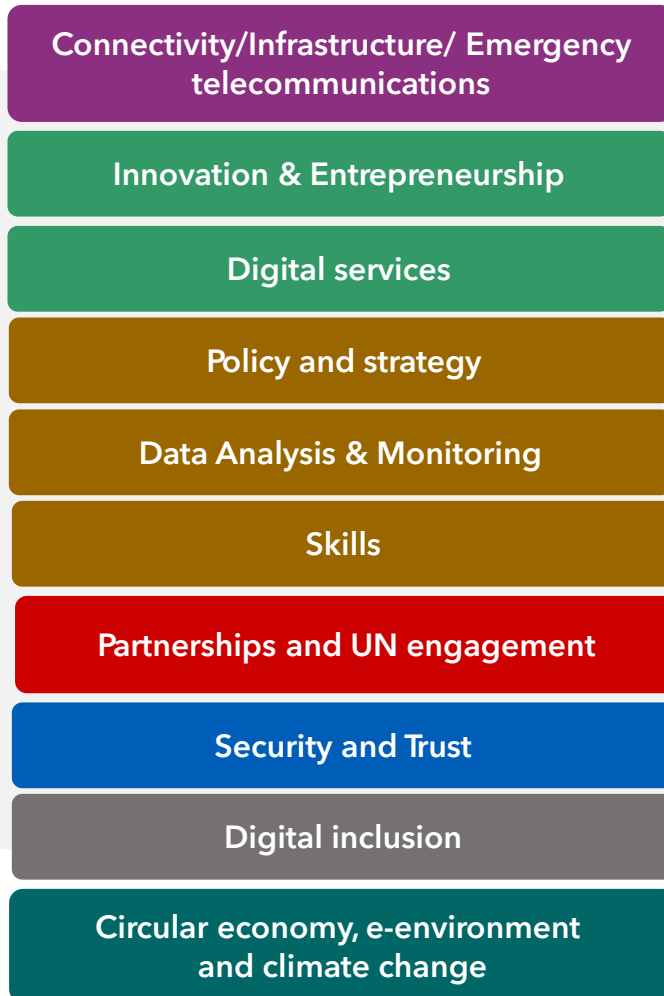 Connectivity/Infrastructure/ Emergency
telecommunications
Innovation & Entrepreneurship
Digital services
Policy and strategy
Data Analysis & Monitoring
Skills
Partnerships and UN engagement
Security and Trust
Digital inclusion
Circular economy, e-environment
and climate change